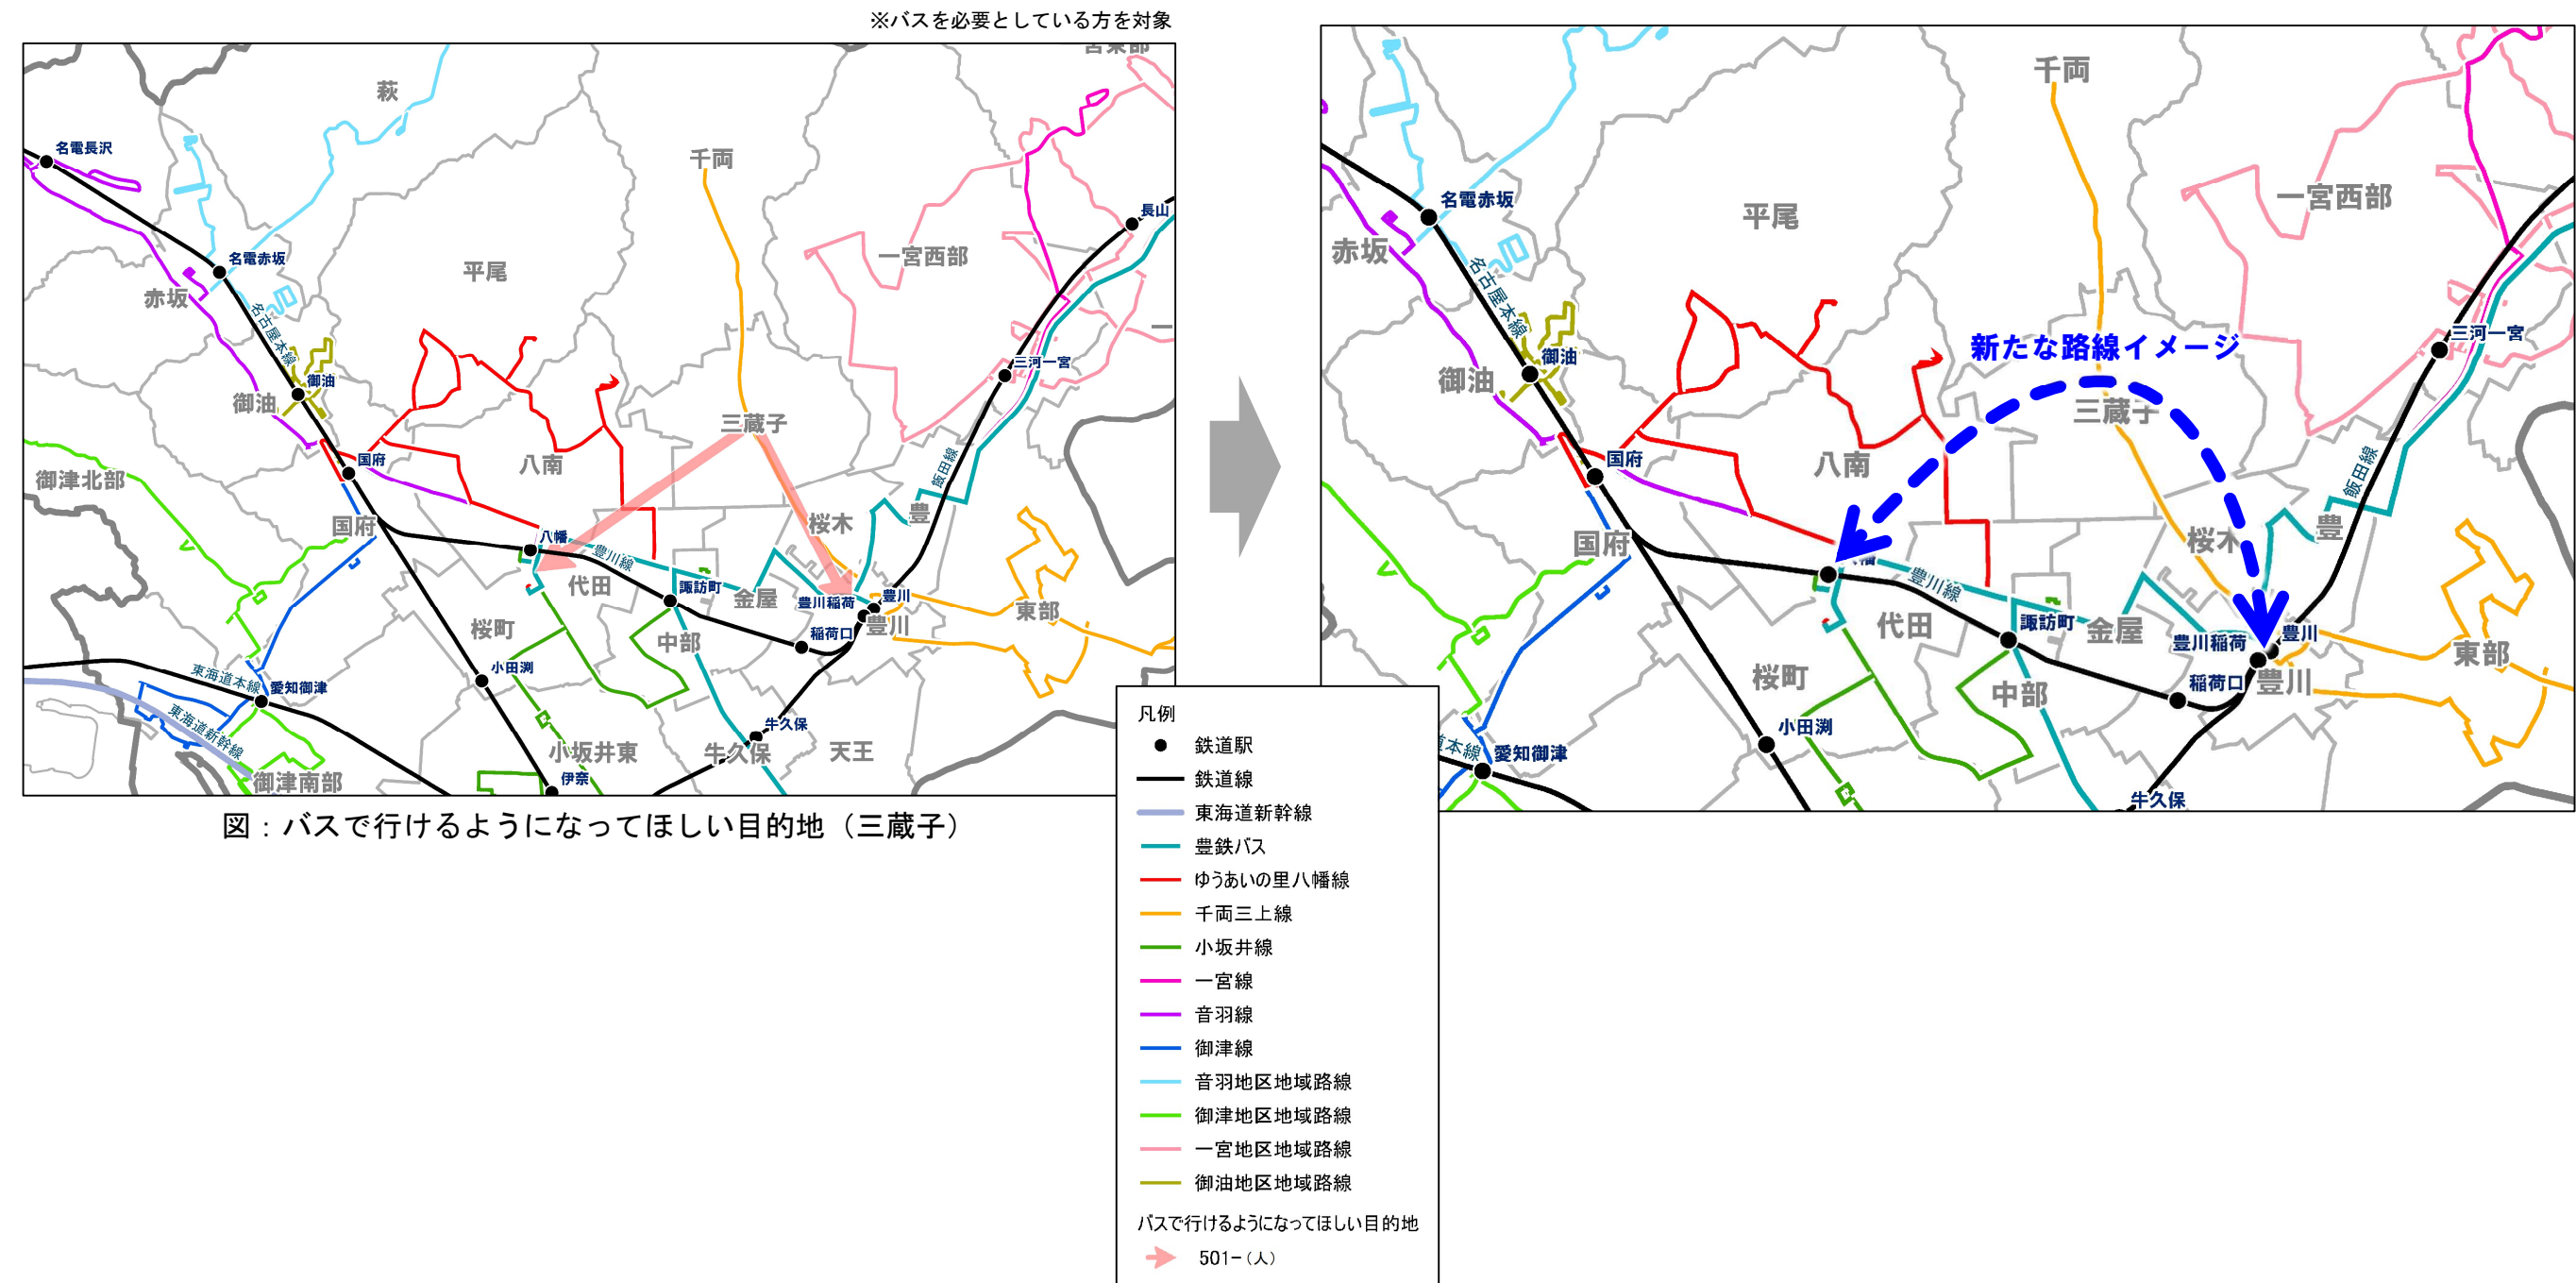 ※バスを必要としている方を対象
萩
名電長沢
千両
長山
名電赤坂
平尾
一宮西部
赤坂
名古屋本線
三河一宮
御油
御油
三蔵子
国府
八南
飯田線
御津北部
国府
桜木
豊
八幡
豊川線
代田
諏訪町
金屋
豊川稲荷
豊川
豊川
東部
桜町
中部
稲荷口
小田渕
東海道本線
愛知御津
東海道新幹線
小坂井東
牛久保
牛久保
天王
御津南部
伊奈
図：バスで行けるようになってほしい目的地（三蔵子）
千両
名電赤坂
平尾
一宮西部
赤坂
名古屋本線
三河一宮
新たな路線イメージ
御油
御油
三蔵子
国府
八南
飯田線
国府
桜木
豊
豊川線
代田
諏訪町
金屋
豊川稲荷
豊川
豊川
東部
桜町
中部
稲荷口
小田渕
本線
愛知御津
牛久保
凡例
鉄道駅
鉄道線
東海道新幹線
豊鉄バス
ゆうあいの里八幡線
千両三上線
小坂井線
一宮線
音羽線
御津線
音羽地区地域路線
御津地区地域路線
一宮地区地域路線
御油地区地域路線
バスで行けるようになってほしい目的地
501-（人）